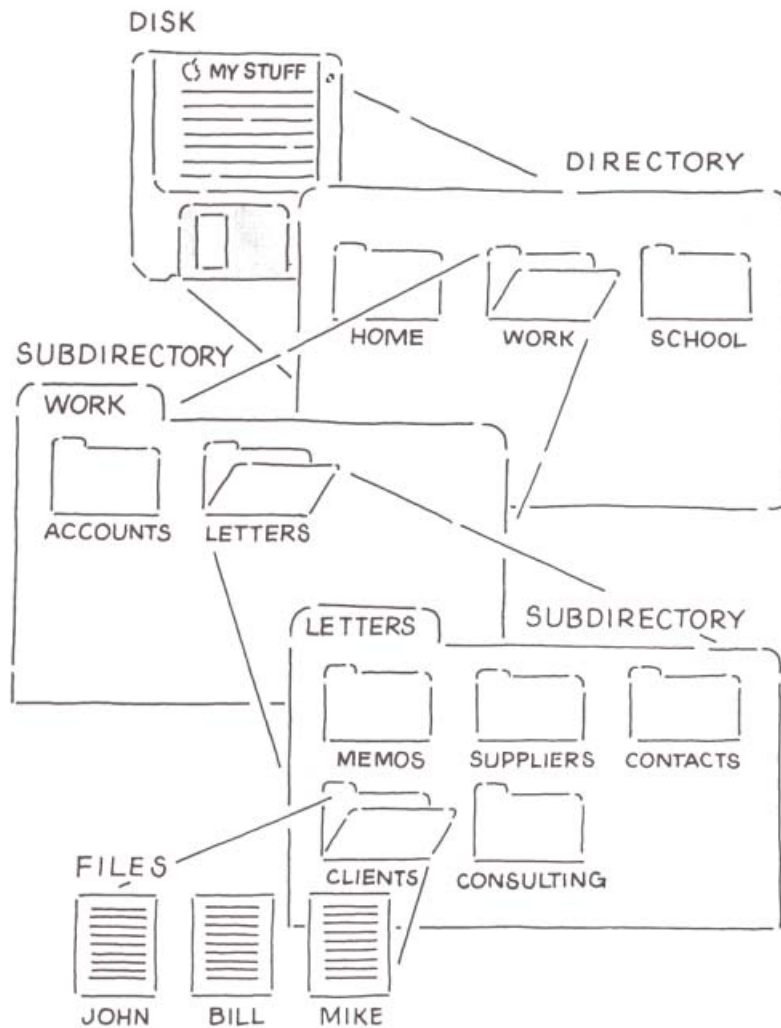 DISK
MY STUFF
DIRECTORY
HOME WORK SCHOOL
SUBDIRECTORY
WORK
ACCOUNTS LETTERS
SUBDIRECTORY
LETTERS
MEMOS SUPPLIERS CONTACTS
CLIENTS CONSULTING
FILES
JOHN BILL MIKE